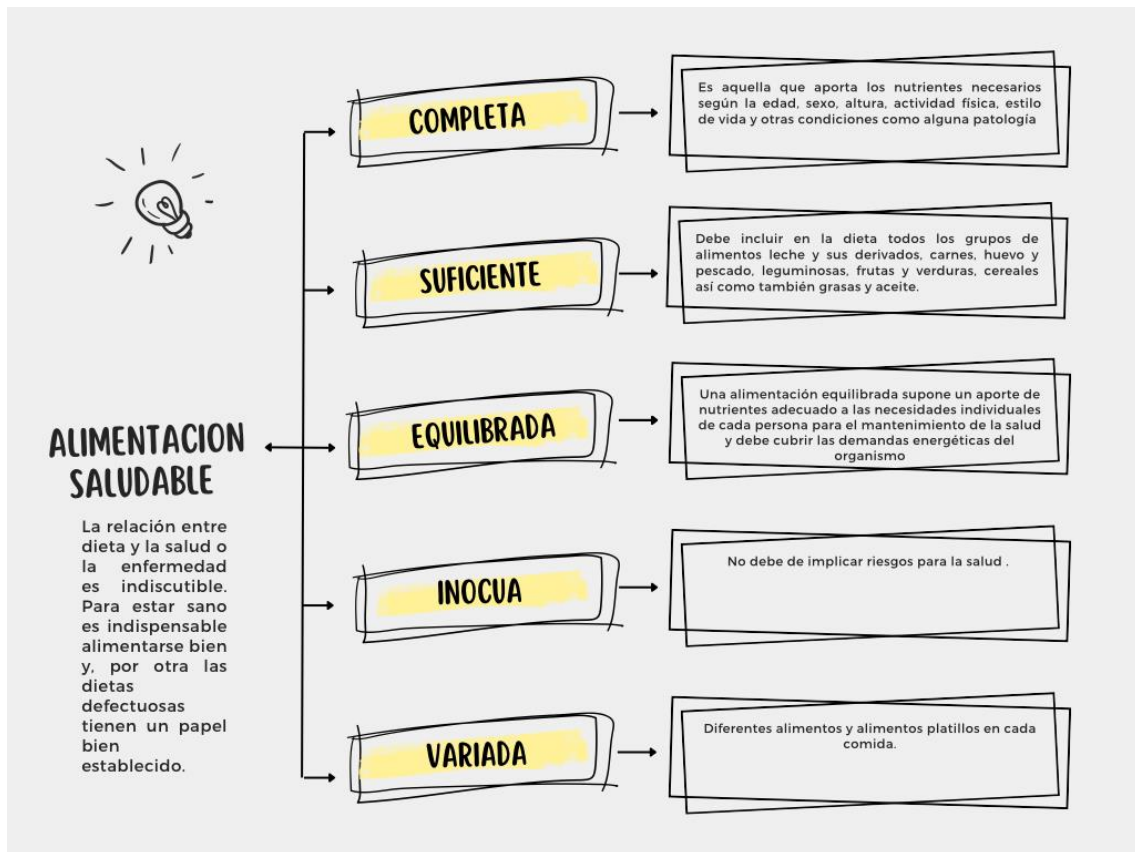 ALIMENTACION
SALUDABLE
La relación entre
dieta y la salud o
la enfermedad
es indiscutible.
Para estar sano
es indispensable
alimentarse bien
y, por otra las
dietas
defectuosas
tienen un papel
bien
establecido.
COMPLETA
Es aquella que aporta los nutrientes necesarios
según la edad, sexo, altura, actividad física, estilo
de vida y otras condiciones como alguna patología
SUFICIENTE
Debe incluir en la dieta todos los grupos de
alimentos leche y sus derivados, carnes, huevo y
pescado, leguminosas, frutas y verduras, cereales
así como también grasas y aceite.
EQUILIBRADA
Una alimentación equilibrada supone un aporte de
nutrientes adecuado a las necesidades individuales
de cada persona para el mantenimiento de la salud
y debe cubrir las demandas energéticas del
organismo
INOCUA
No debe de implicar riesgos para la salud .
VARIADA
Diferentes alimentos y alimentos platillos en cada
comida.